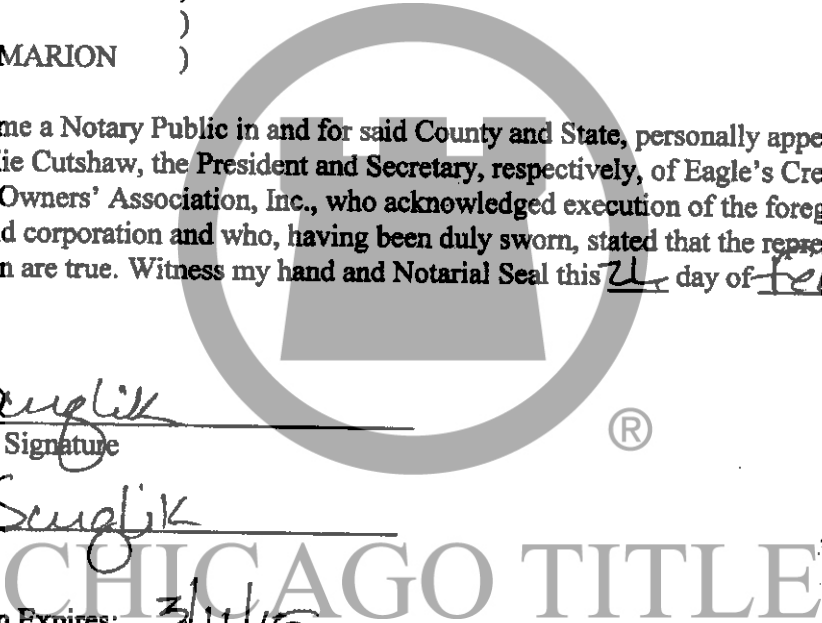 )
MARION )
me a Notary Public in and for said County and State, personally appe
ie Cutshaw, the President and Secretary, respectively, of Eagle's Cre
Owners' Association, Inc., who acknowledged execution of the foreg
d corporation and who, having been duly sworn, stated that the repre
n are true. Witness my hand and Notarial Seal this 21 day of Fe
Signature
®
CHICAGO TITLE
n Expires: